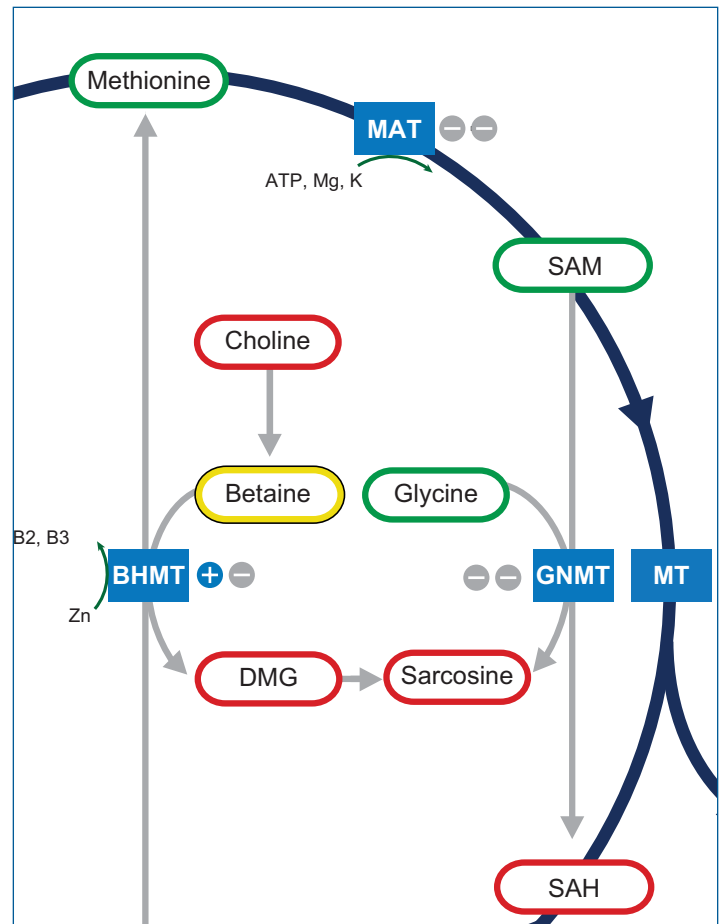 Methionine
MAT
ATP, Mg, K
SAM
Choline
Betaine
Glycine
B2, B3
BHMT
+
−
− −
− −
GNMT
MT
Zn
DMG
Sarcosine
SAH